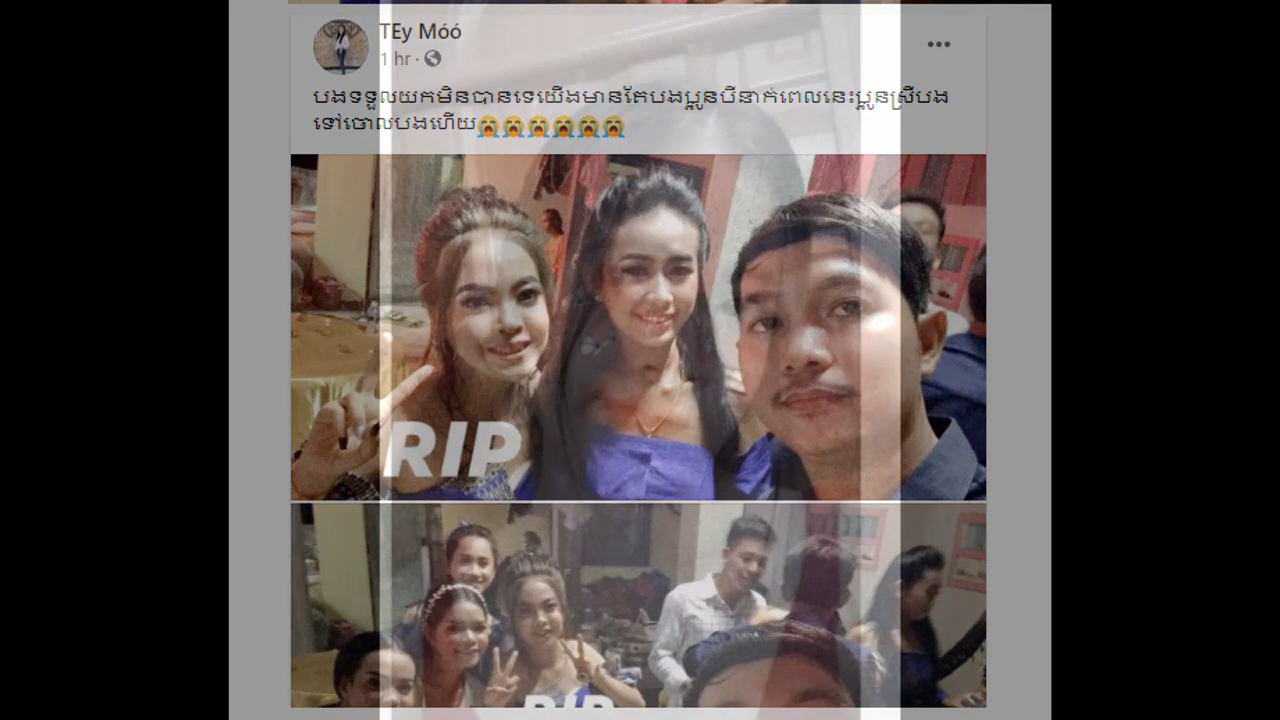 TEy Móó
1 hr ·
បងទទួលយកមិនបានទេយើងមានតែបងប្អូនបីនាក់ពេលនេះប្អូនស្រីបង
ទៅចោលបងហើយ😭😭😭😭😭😭
RIP
RIP